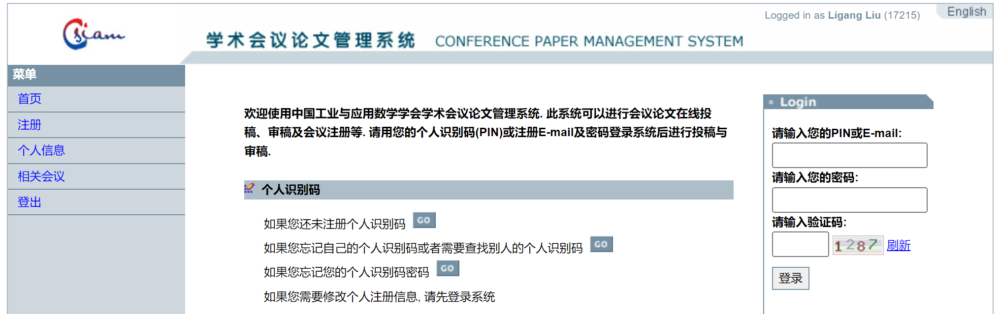 Csiam
学术会议论文管理系统 CONFERENCE PAPER MANAGEMENT SYSTEM
Logged in as Ligang Liu (17215)
English
菜单
首页
注册
个人信息
相关会议
登出
欢迎使用中国工业与应用数学学会学术会议论文管理系统. 此系统可以进行会议论文在线投
稿、审稿及会议注册等. 请用您的个人识别码(PIN)或注册E-mail及密码登录系统后进行投稿与
审稿.
个人识别码
如果您还未注册个人识别码 GO
如果您忘记自己的个人识别码或者需要查找别人的个人识别码 GO
如果您忘记您的个人识别码密码 GO
如果您需要修改个人注册信息, 请先登录系统
Login
请输入您的PIN或E-mail:
请输入您的密码:
请输入验证码:
1287 刷新
登录